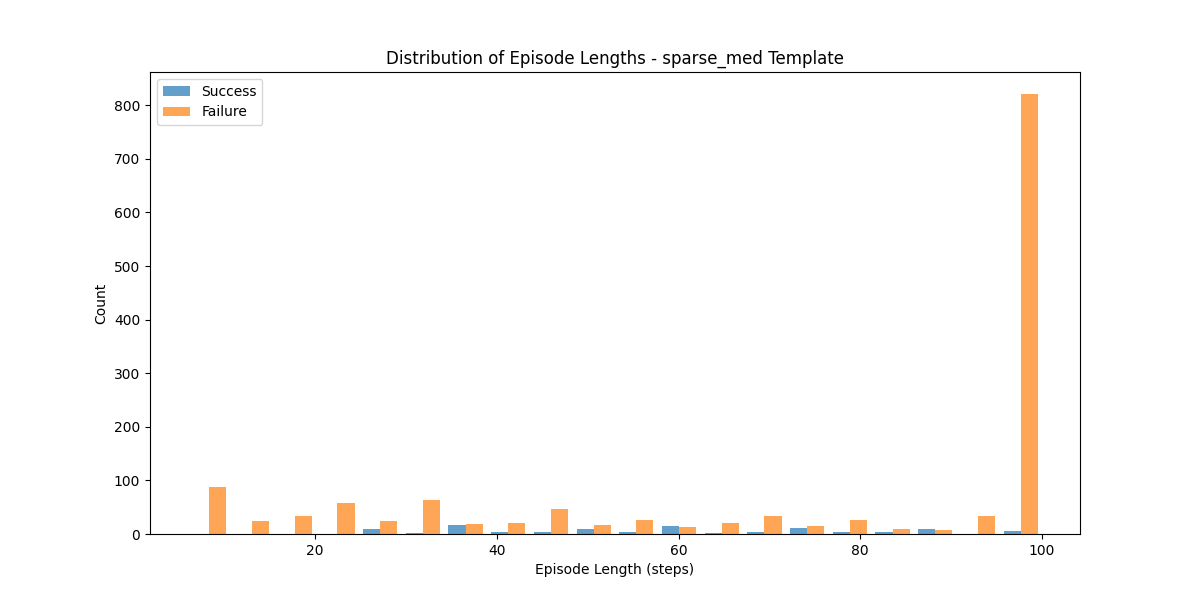 Distribution of Episode Lengths - sparse_med Template
Success
Failure
800
700
600
500
400
300
200
100
0
Count
20 40 60 80 100
Episode Length (steps)